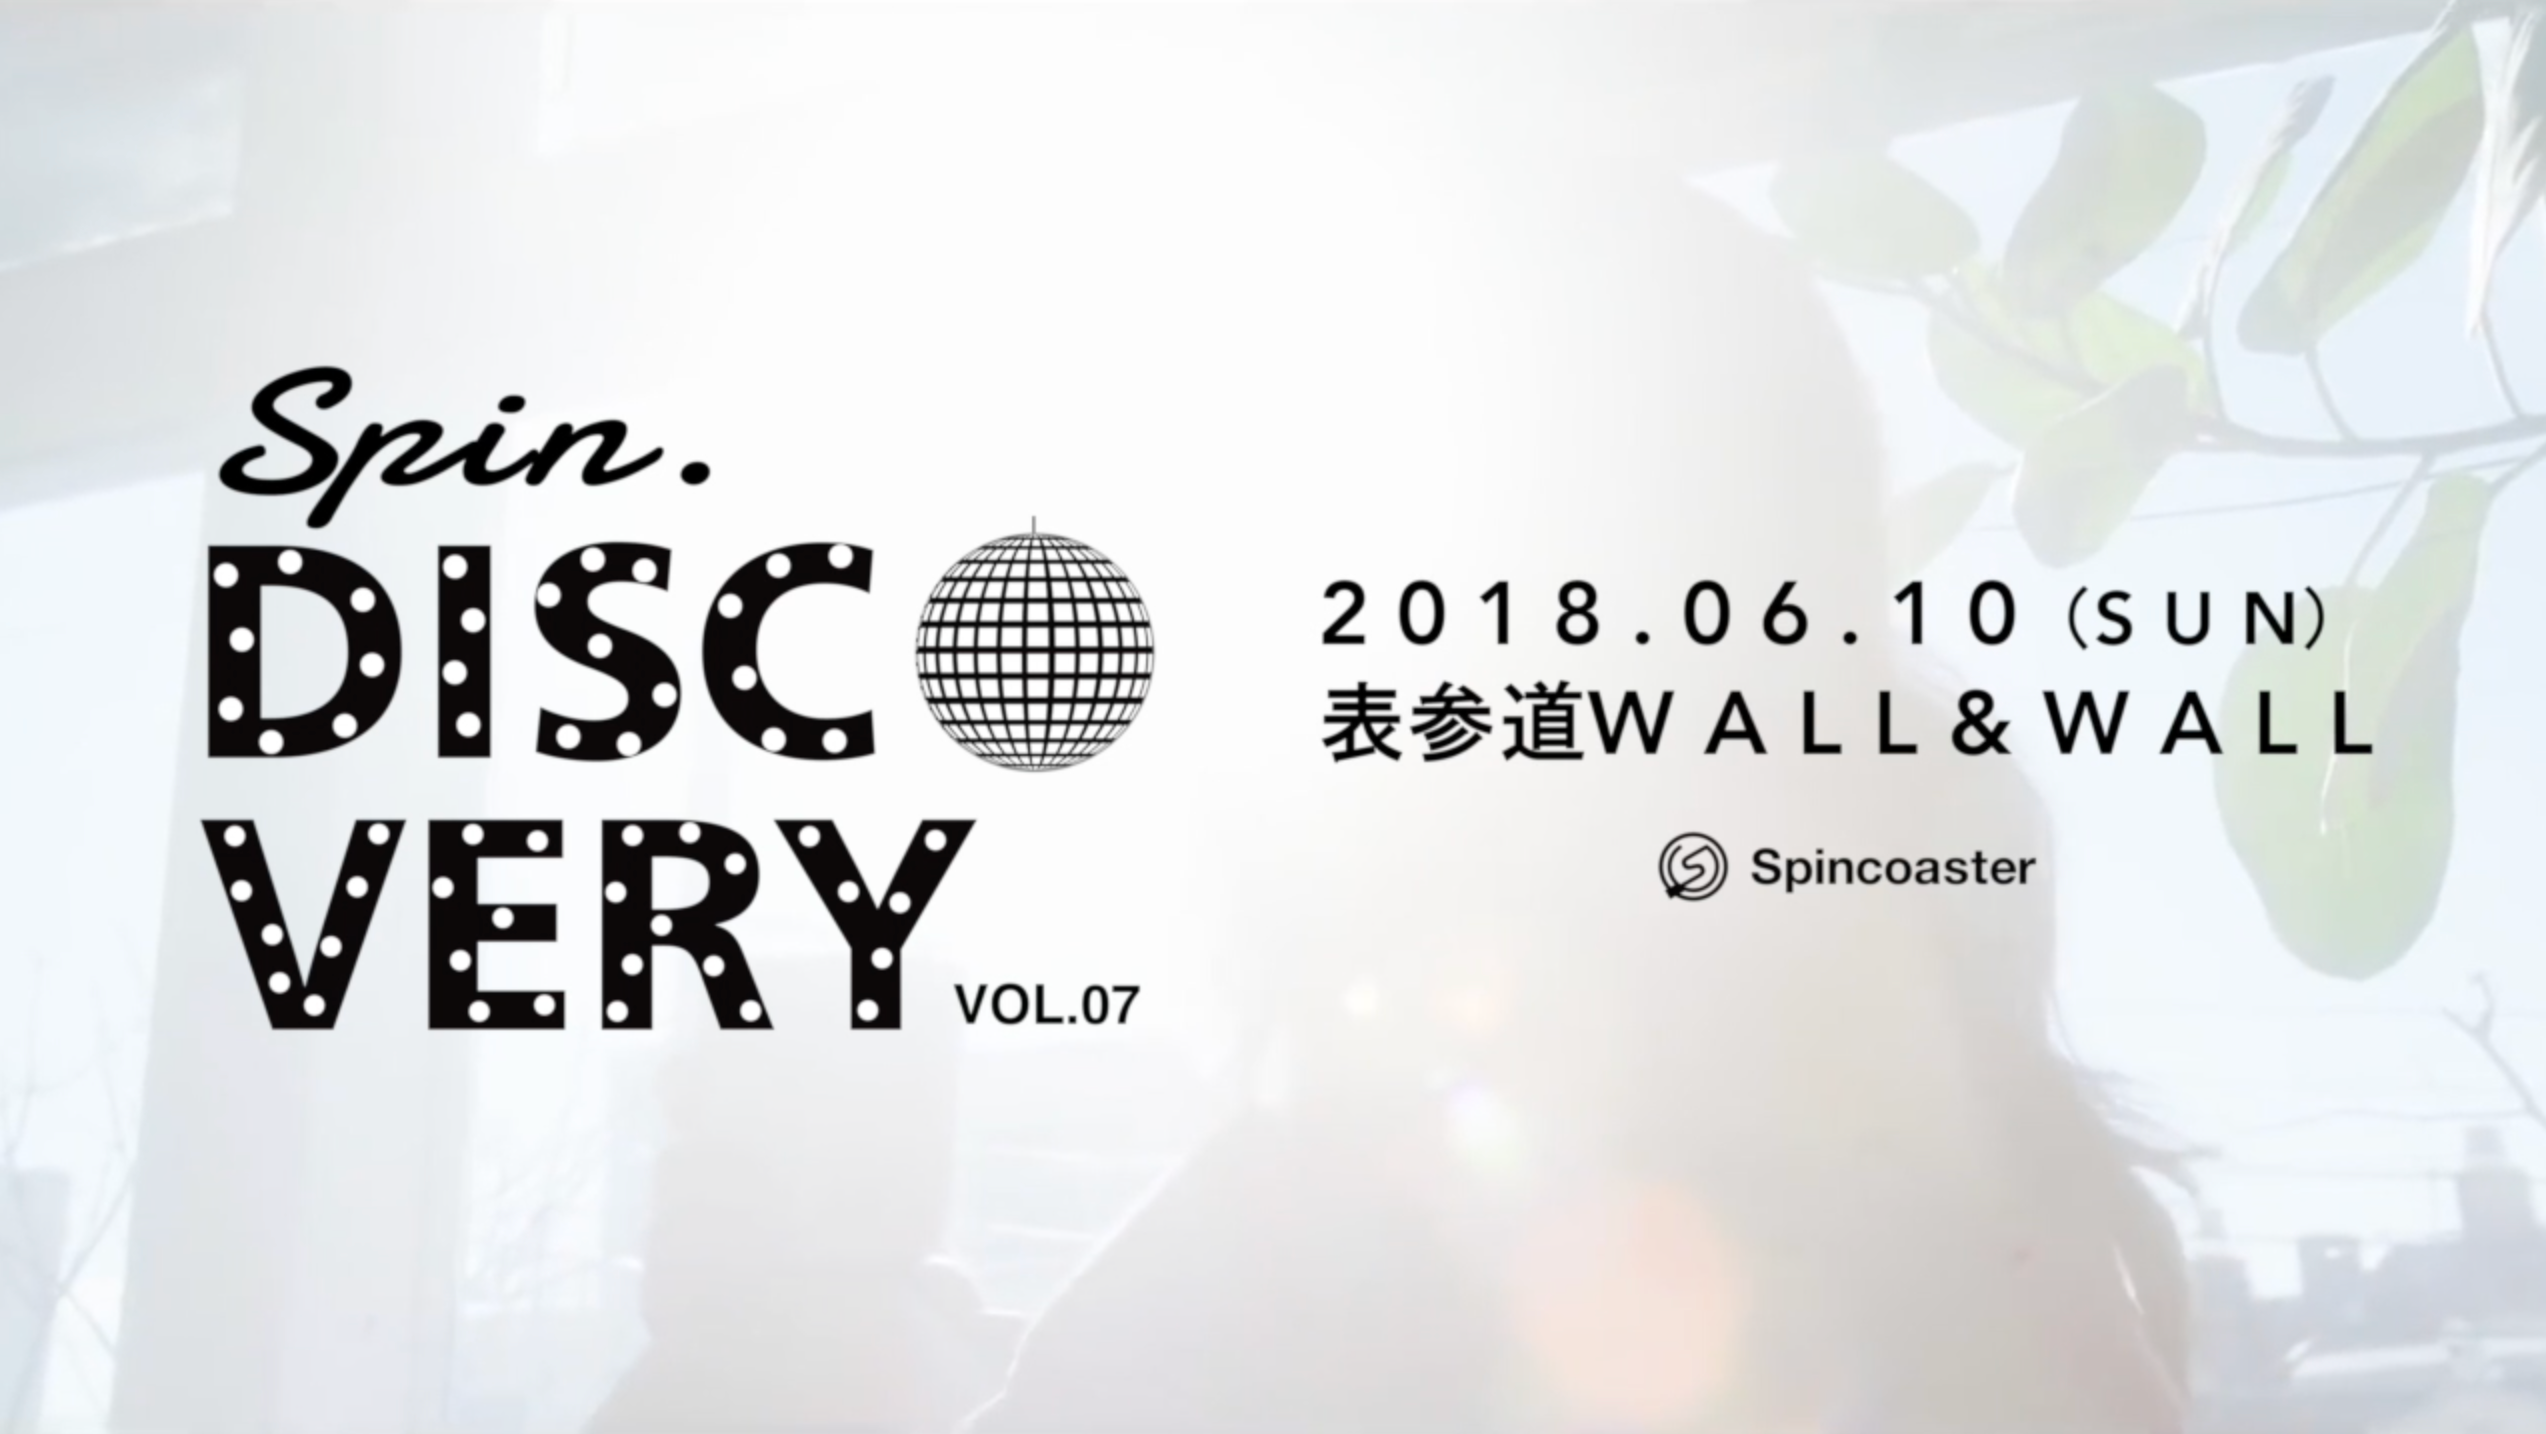 Spin.
DISCO
VERY VOL.07
2018.06.10(SUN)
表参道WALL&WALL
Spincoaster